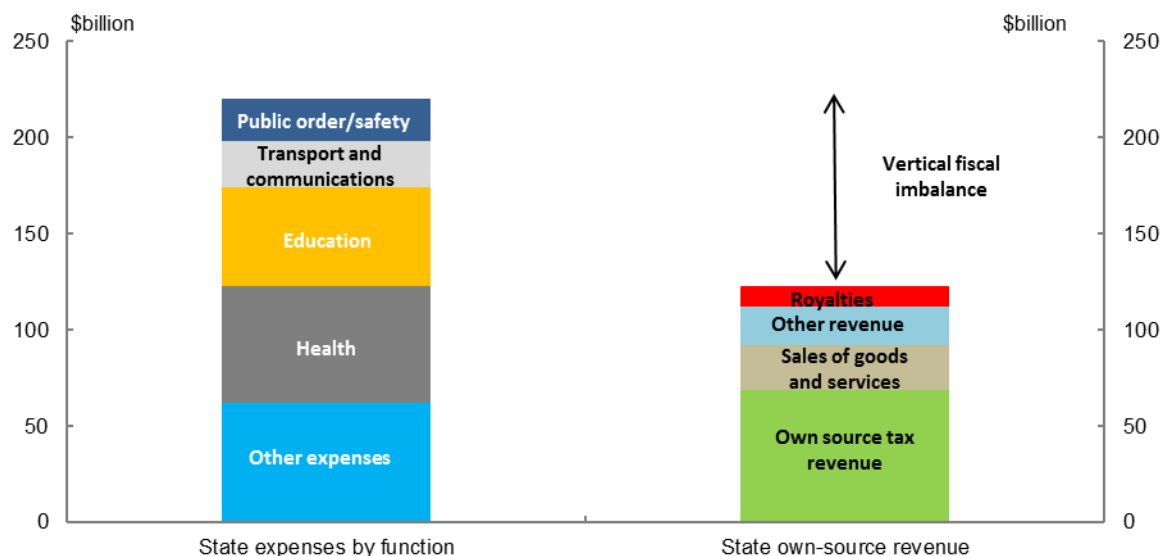 $billion
$billion
250
200
150
100
50
0
Public order/safety
Transport and
communications
Education
Health
Other expenses
Vertical fiscal
imbalance
Royalties
Other revenue
Sales of goods
and services
Own source tax
revenue
250
200
150
100
50
0
State expenses by function
State own-source revenue